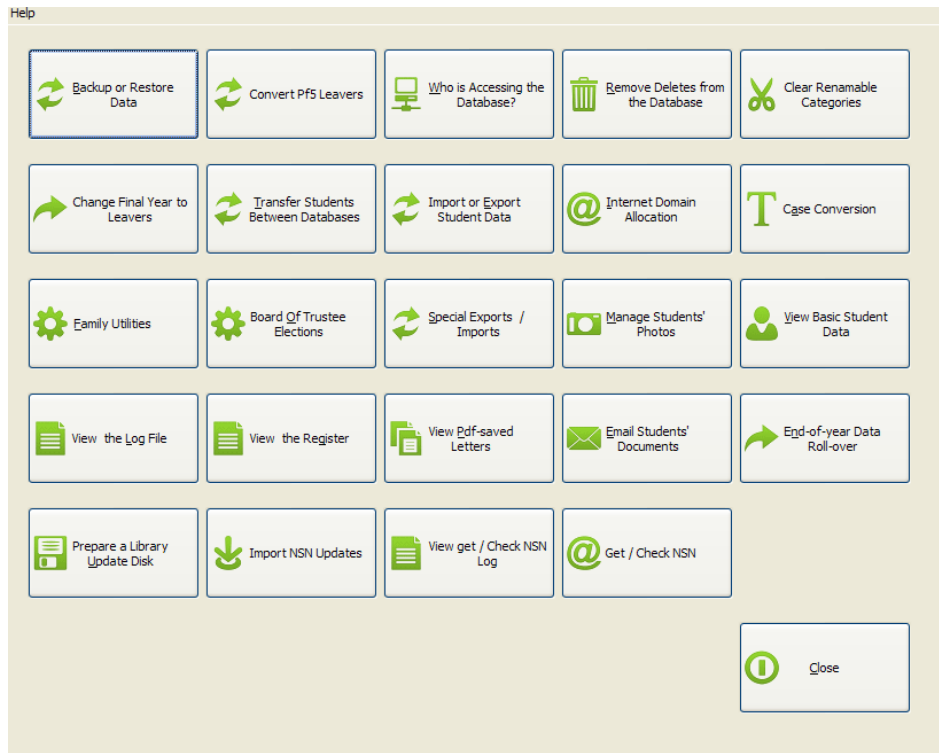 Help
Backup or Restore
Data
Convert Pf5 Leavers
Who is Accessing the
Database?
Remove Deletes from
the Database
Clear Renamable
Categories
Change Final Year to
Leavers
Transfer Students
Between Databases
Import or Export
Student Data
Internet Domain
Allocation
Case Conversion
Family Utilities
Board Of Trustee
Elections
Special Exports /
Imports
Manage Students'
Photos
View Basic Student
Data
View the Log File
View the Register
View Pdf-saved
Letters
Email Students'
Documents
End-of-year Data
Roll-over
Prepare a Library
Update Disk
Import NSN Updates
View get / Check NSN
Log
Get / Check NSN
Close